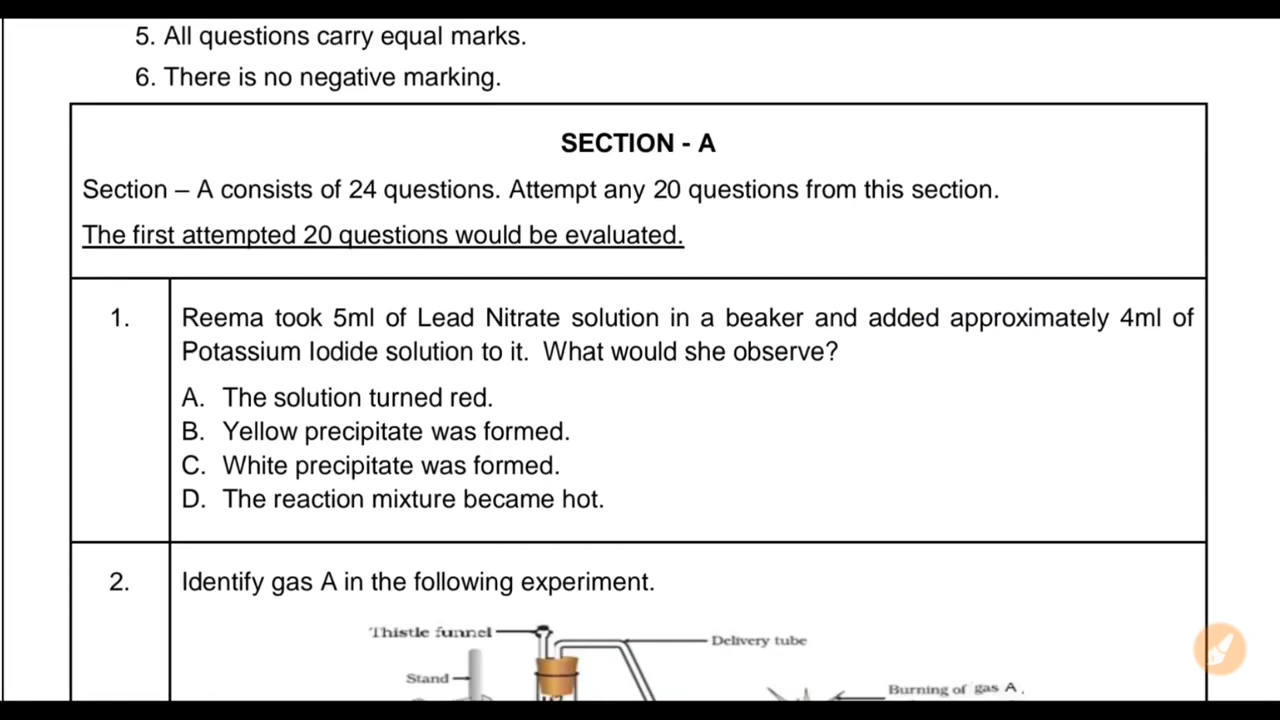 5. All questions carry equal marks.
6. There is no negative marking.
SECTION - A
Section – A consists of 24 questions. Attempt any 20 questions from this section.
The first attempted 20 questions would be evaluated.
1. Reema took 5ml of Lead Nitrate solution in a beaker and added approximately 4ml of
Potassium Iodide solution to it. What would she observe?
A. The solution turned red.
B. Yellow precipitate was formed.
C. White precipitate was formed.
D. The reaction mixture became hot.
2. Identify gas A in the following experiment.
Thistle funnel
Delivery tube
Stand
Burning of gas A.